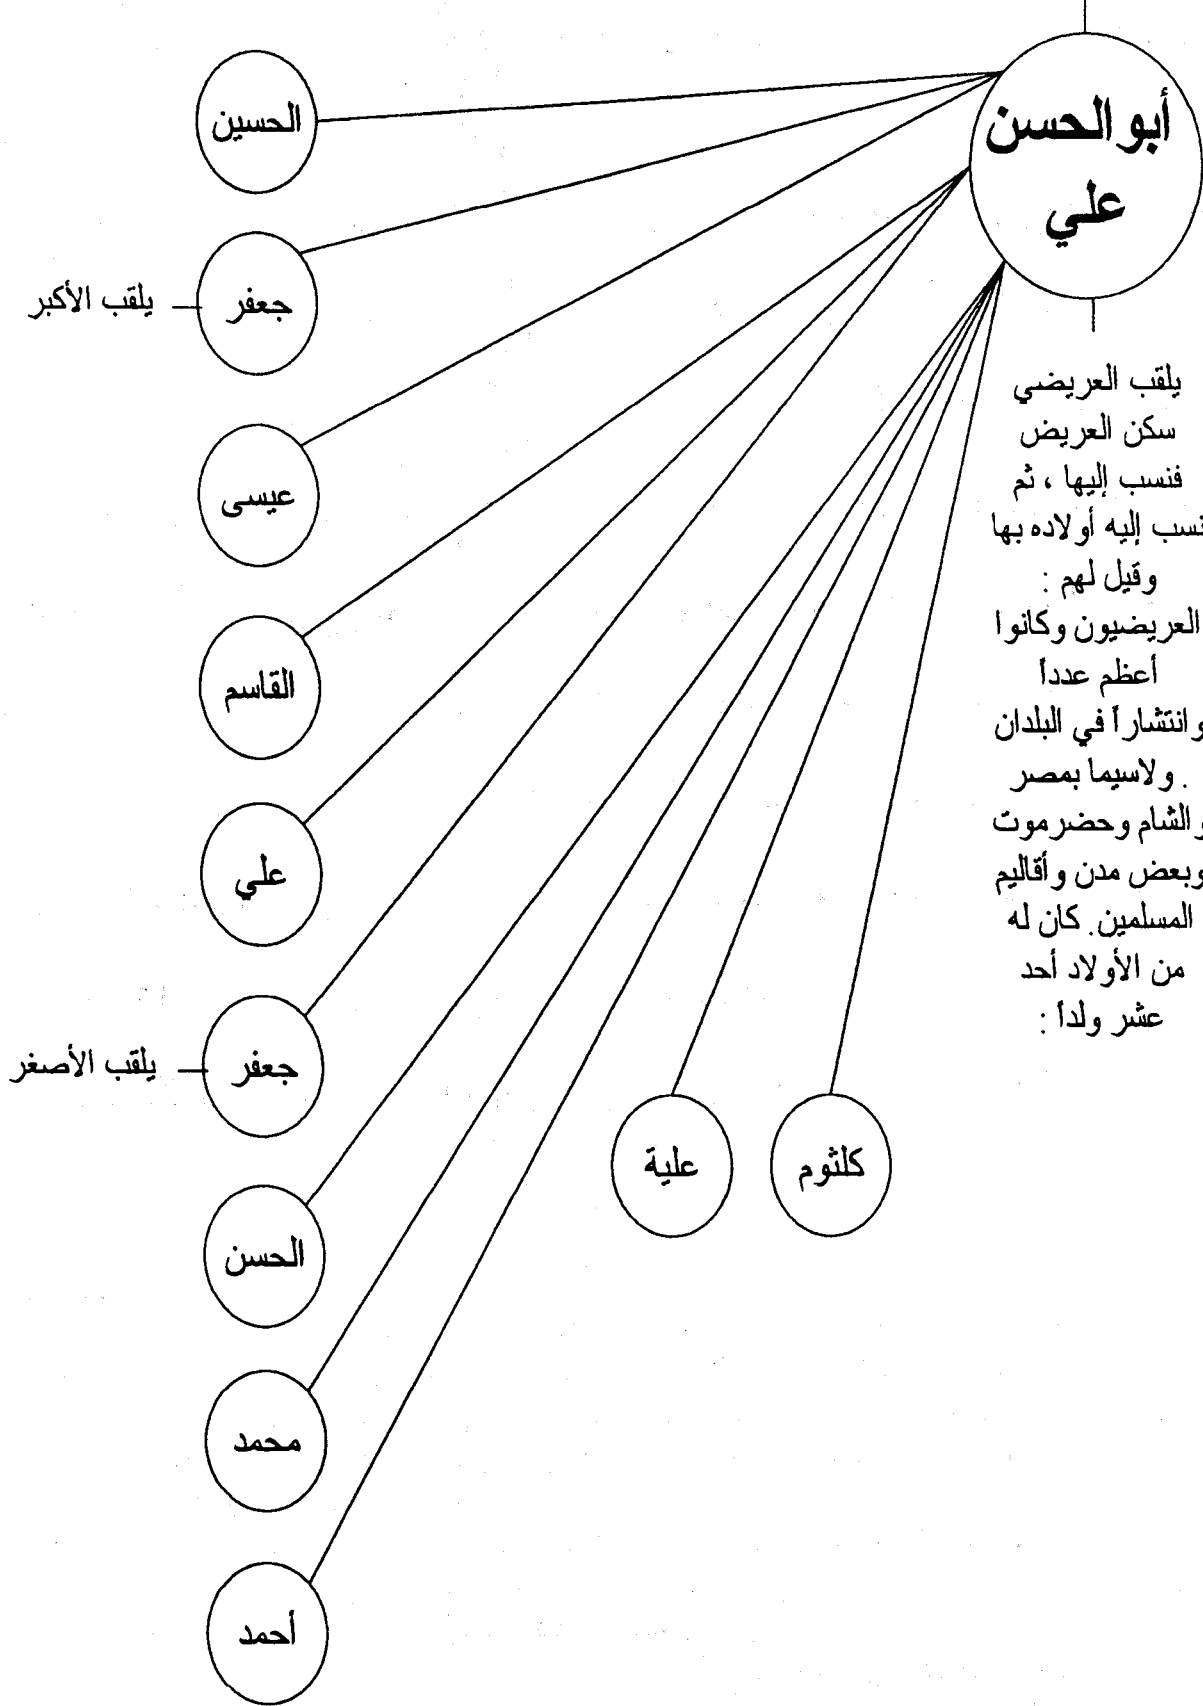 أبو الحسن
علي
يلقب العريضي
سكن العريض
فنسب إليها ، ثم
نسب إليه أولاده بها
وقيل لهم :
العريضيون وكانوا
أعظم عدداً
وانتشاراً في البلدان
. ولاسيما بمصر
والشام وحضرموت
وبعض مدن وأقاليم
المسلمين. كان له
من الأولاد أحد
عشر ولداً :
الحسين
جعفر – يلقب الأكبر
عيسى
القاسم
علي
جعفر – يلقب الأصغر
كلثوم
علية
الحسن
محمد
أحمد